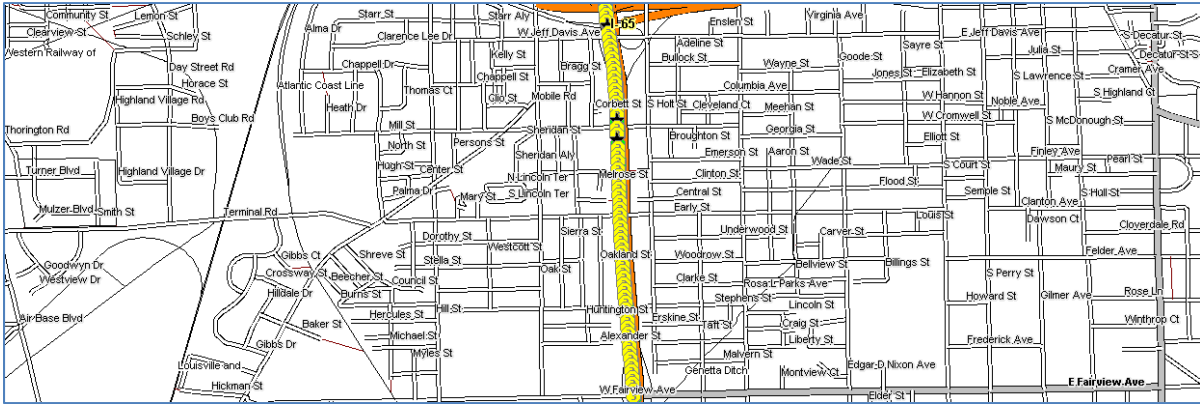 Community St
Lemon St
Starr St
Starr Aly
I-65
Enslen St
Virginia Ave
Clearview St
Schley St
Alma Dr
Clarence Lee Dr
W Jeff Davis Ave
E Jeff Davis Ave
S Decatur St
Western Railway of
Kelly St
Adeline St
Sayre St
Julia St
Decatur St S
Day Street Rd
Chappell Dr
Bragg St
Bullock St
Wayne St
Goode St
Cramer Ave
Horace St
Atlantic Coast Line
Thomas Ct
Chappell St
Columbia Ave
Jones St
Elizabeth St
S Lawrence St
Highland Village Rd
Heath Dr
Glio St
Mobile Rd
Corbett St
S Holt St
Cleveland Ct
Meehan St
W Hannon St
Noble Ave
S Highland Ct
Boys Club Rd
Mill St
Sheridan St
Broughton St
Georgia St
W Cromwell St
S McDonough St
Thorington Rd
North St
Persons St
Elliott St
Sheridan Aly
Emerson St
Aaron St
Wade St
S Court St
Finley Ave
Pearl St
Turner Blvd
Highland Village Dr
Hugh St
Center St
N Lincoln Ter
Melrose St
Clinton St
Flood St
Maury St
Palma Dr
Mary St
S Lincoln Ter
Central St
Semple St
S Hull St
Mulzer Blvd
Smith St
Terminal Rd
Early St
Louis St
Clanton Ave
Dawson Ct
Cloverdale Rd
Dorothy St
Sierra St
Underwood St
Carver St
Gibbs Ct
Shreve St
Westcott St
Oakland St
Woodrow St
Felder Ave
Goodwyn Dr
Stella St
Oak St
Bellview St
Billings St
Westview Dr
Crossway St
Beecher St
Council St
Clarke St
Rosa L Parks Ave
S Perry St
Hilldale Dr
Burns St
Stephens St
Lincoln St
Howard St
Gilmer Ave
Rose Ln
Air Base Blvd
Hercules St
Hill St
Huntington St
Erskine St
Taft St
Craig St
Winthrop Ct
Baker St
Michael St
Alexander St
Liberty St
Frederick Ave
Gibbs Dr
Myles St
Malvern St
Louisville and
Genetta Ditch
Montview Ct
Edgar D Nixon Ave
Hickman St
W Fairview Ave
Elder St
E Fairview Ave